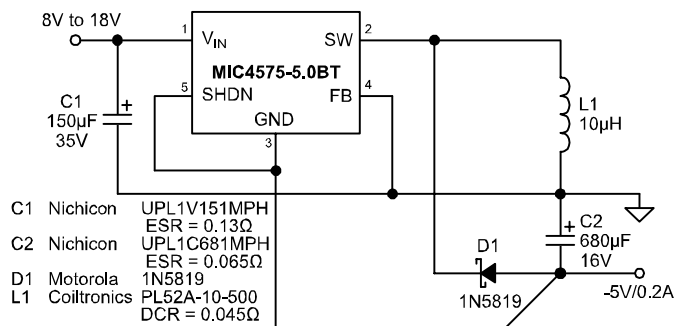 8V to 18V
1
VIN
SW
2
MIC4575-5.0BT
5
SHDN
FB
4
GND
3
C1
150µF
35V
+
L1
10µH
C1 Nichicon UPL1V151MPH
ESR = 0.13Ω
C2 Nichicon UPL1C681MPH
ESR = 0.065Ω
D1 Motorola 1N5819
L1 Coiltronics PL52A-10-500
DCR = 0.045Ω
+
C2
680µF
16V
D1
1N5819
-5V/0.2A